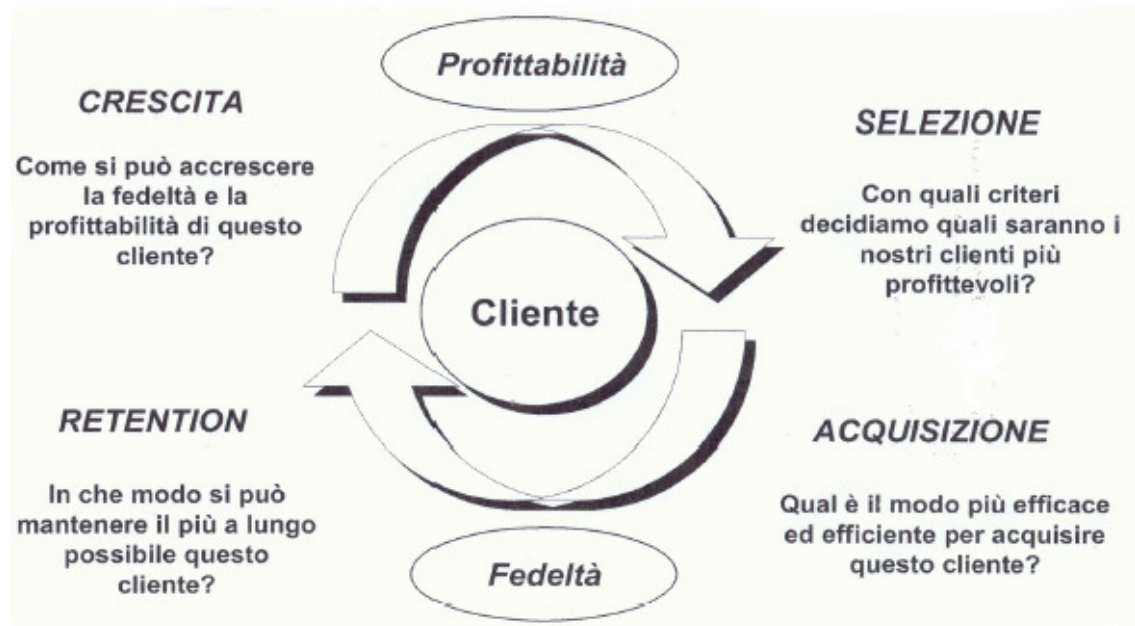 Profittabilità
CRESCITA
Come si può accrescere
la fedeltà e la
profittabilità di questo
cliente?
SELEZIONE
Con quali criteri
decidiamo quali saranno i
nostri clienti più
profittevoli?
Cliente
RETENTION
In che modo si può
mantenere il più a lungo
possibile questo
cliente?
ACQUISIZIONE
Qual è il modo più efficace
ed efficiente per acquisire
questo cliente?
Fedeltà